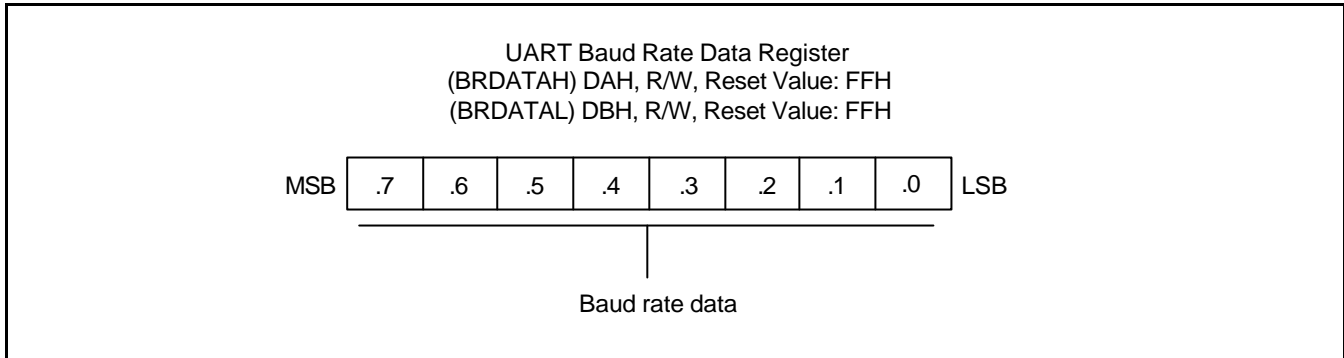 UART Baud Rate Data Register
(BRDATAH) DAH, R/W, Reset Value: FFH
(BRDATAL) DBH, R/W, Reset Value: FFH
MSB .7 .6 .5 .4 .3 .2 .1 .0 LSB
Baud rate data